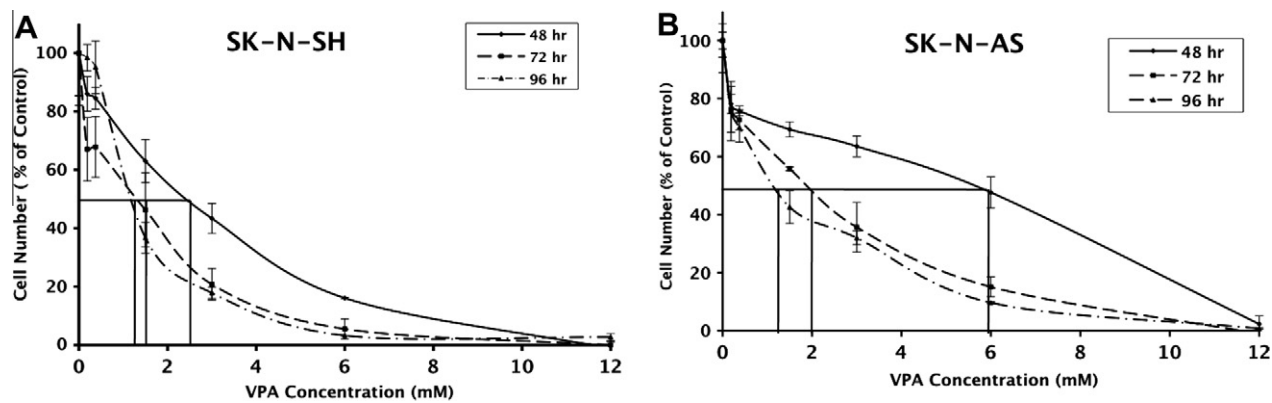 A
SK-N-SH
48 hr
72 hr
96 hr
Cell Number ( % of Control)
100
80
60
40
20
0
0 2 4 6 8 10 12
VPA Concentration (mM)
B
SK-N-AS
48 hr
72 hr
96 hr
Cell Number (% of Control)
100
80
60
40
20
0
0 2 4 6 8 10 12
VPA Concentration (mM)